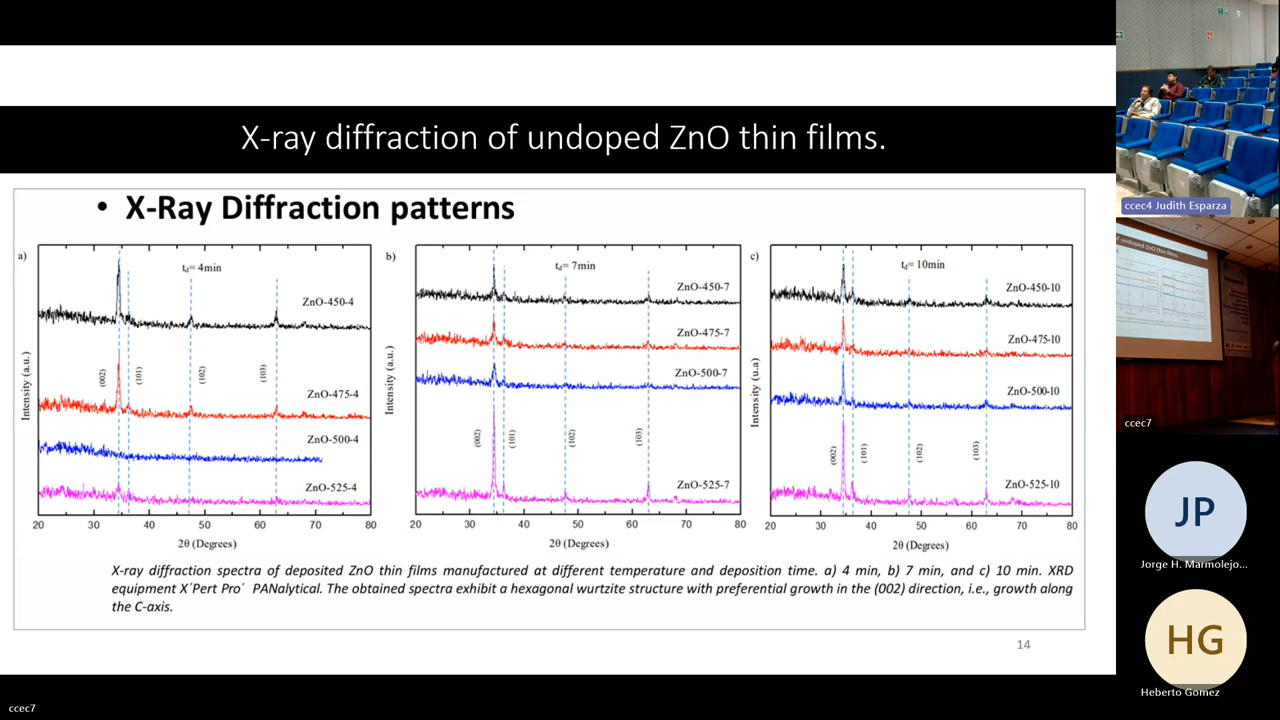 X-ray diffraction of undoped ZnO thin films.
• X-Ray Diffraction patterns
a)
td= 4min
ZnO-450-4
(002)
(101)
(102)
(103)
ZnO-475-4
ZnO-500-4
ZnO-525-4
Intensity (a.u.)
20 30 40 50 60 70 80
2θ (Degrees)
b)
td= 7min
ZnO-450-7
ZnO-475-7
ZnO-500-7
(002)
(101)
(102)
(103)
ZnO-525-7
Intensity (a.u.)
20 30 40 50 60 70 80
2θ (Degrees)
c)
td= 10min
ZnO-450-10
ZnO-475-10
ZnO-500-10
(002)
(101)
(102)
(103)
ZnO-525-10
Intensity (u.a)
20 30 40 50 60 70 80
2θ (Degrees)
X-ray diffraction spectra of deposited ZnO thin films manufactured at different temperature and deposition time. a) 4 min, b) 7 min, and c) 10 min. XRD
equipment X´Pert Pro´ PANalytical. The obtained spectra exhibit a hexagonal wurtzite structure with preferential growth in the (002) direction, i.e., growth along
the C-axis.
14
ccec7
ccec4 Judith Esparza
of undoped ZnO thin films.
ccec7
JP
Jorge H. Marmolejo...
HG
Heberto Gomez